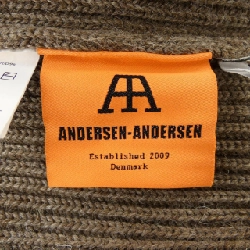 ANDERSEN-ANDERSEN
Established 2009
Denmark